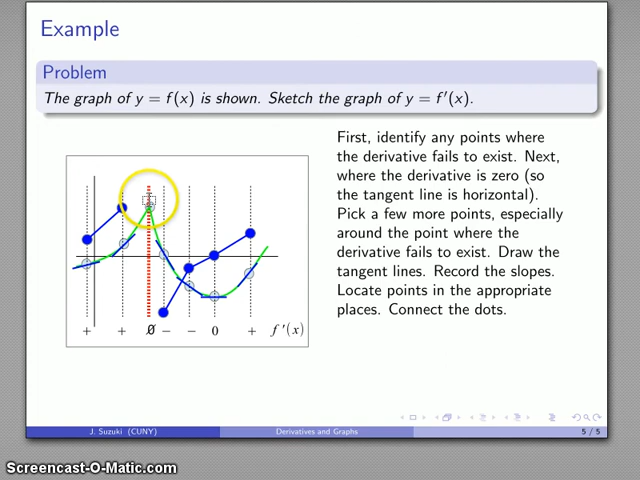 Example
Problem
The graph of y = f(x) is shown. Sketch the graph of y = f′(x).
First, identify any points where
the derivative fails to exist. Next,
where the derivative is zero (so
the tangent line is horizontal).
Pick a few more points, especially
around the point where the
derivative fails to exist. Draw the
tangent lines. Record the slopes.
Locate points in the appropriate
places. Connect the dots.
+ + 0̸ − − 0 + f '(x)
J. Suzuki (CUNY) Derivatives and Graphs 5 / 5
Screencast-O-Matic.com